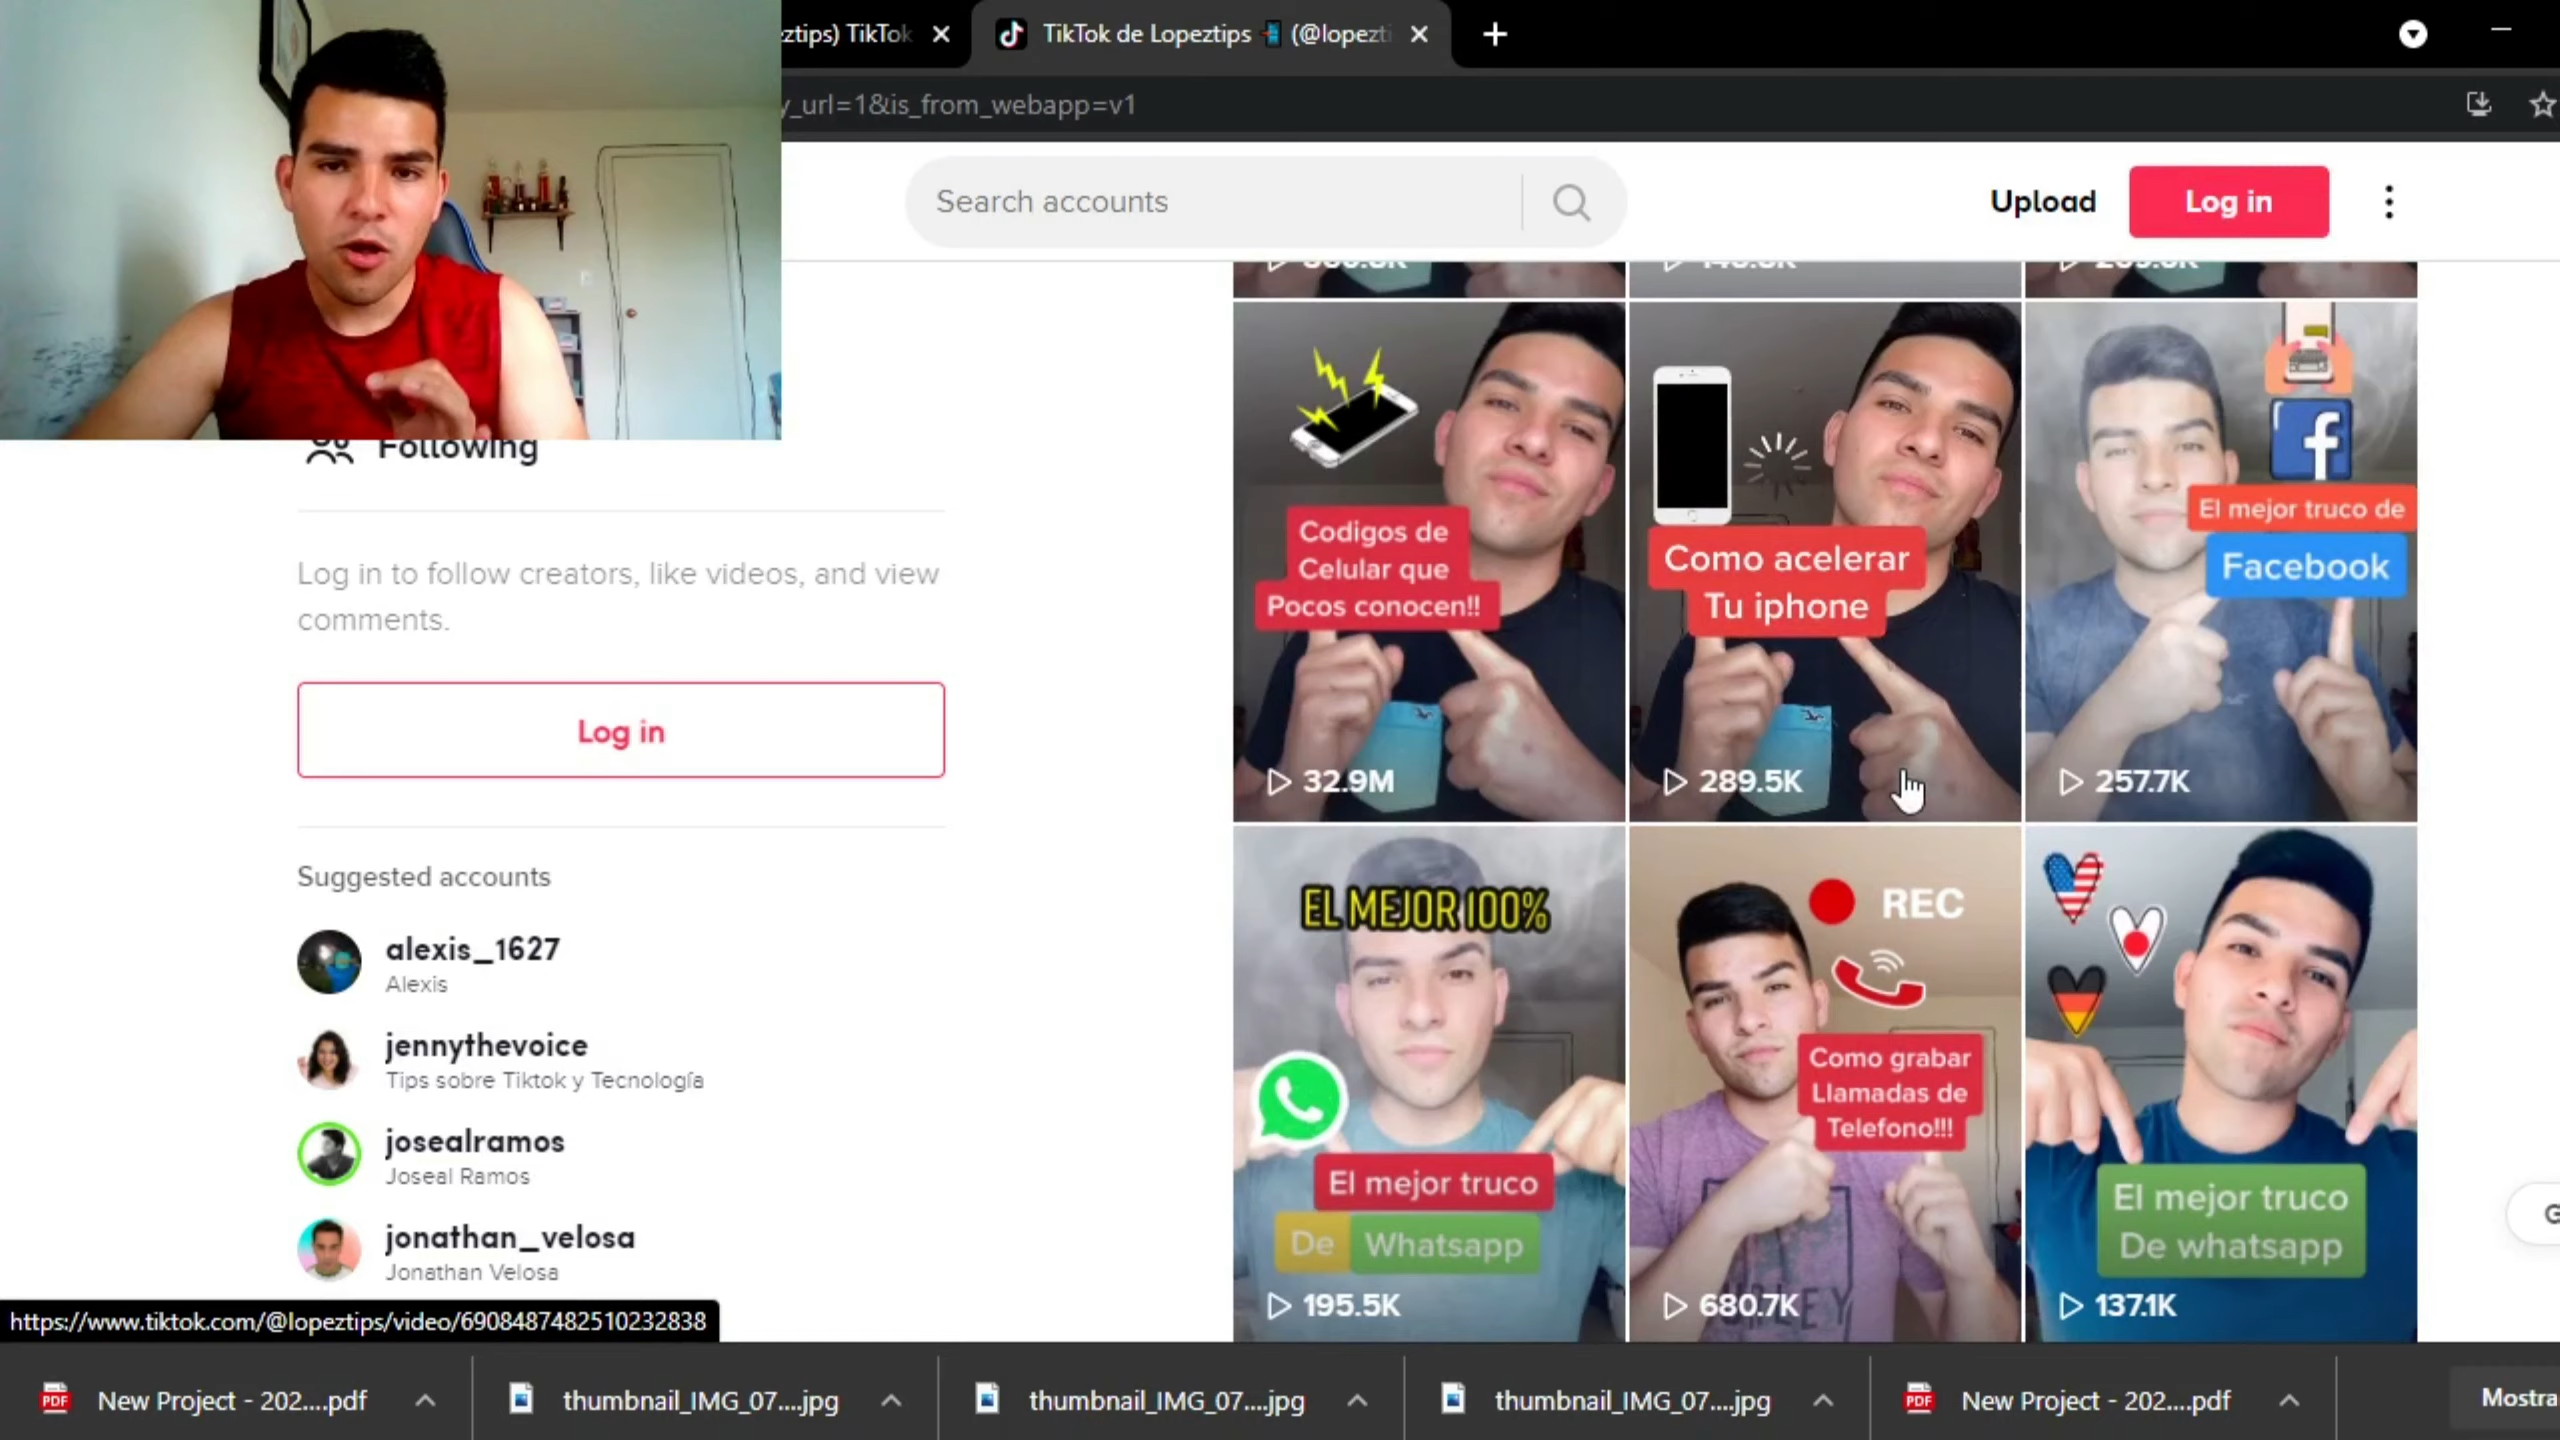 ztips) TikTok
TikTok de Lopeztips (@lopezti
y_url=1&is_from_webapp=v1
Search accounts
Upload
Log in
Following
Log in to follow creators, like videos, and view
comments.
Log in
Suggested accounts
alexis_1627
Alexis
jennythevoice
Tips sobre Tiktok y Tecnología
josealramos
Joseal Ramos
jonathan_velosa
Jonathan Velosa
Codigos de
Celular que
Pocos conocen!!
32.9M
Como acelerar
Tu iphone
289.5K
El mejor truco de
Facebook
257.7K
EL MEJOR 100%
El mejor truco
De Whatsapp
195.5K
REC
Como grabar
Llamadas de
Telefono!!!
680.7K
El mejor truco
De whatsapp
137.1K
https://www.tiktok.com/@lopeztips/video/6908487482510232838
New Project - 202....pdf
thumbnail_IMG_07....jpg
thumbnail_IMG_07....jpg
thumbnail_IMG_07....jpg
New Project - 202....pdf
Mostra